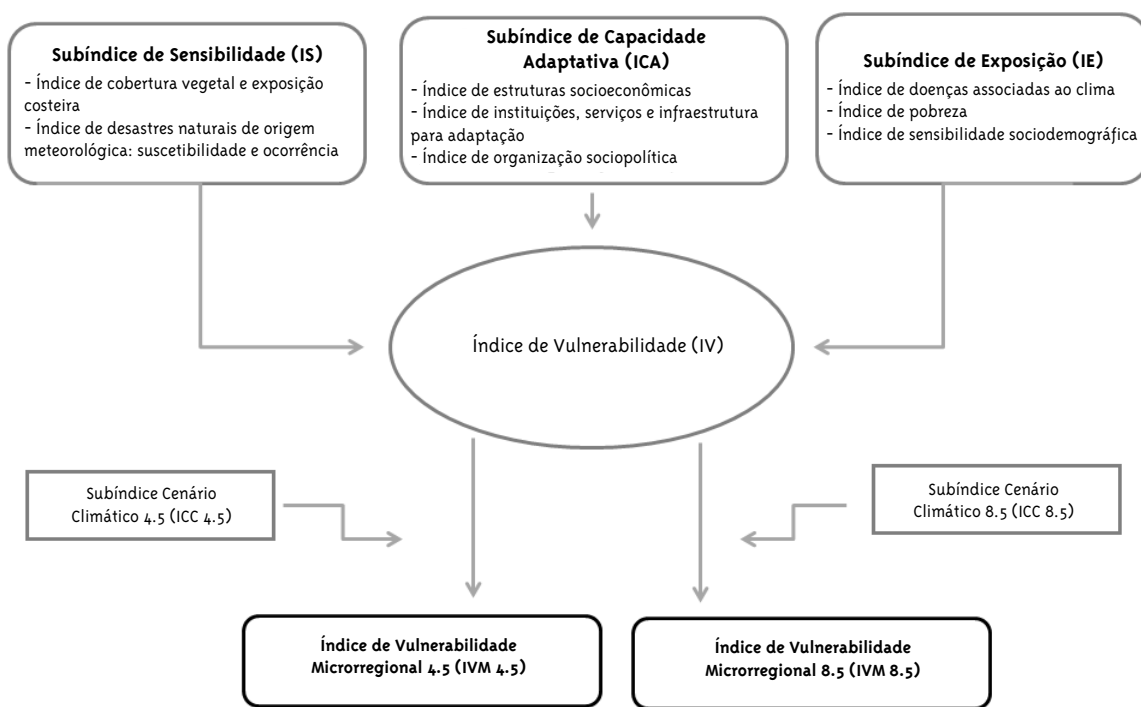 Subíndice de Sensibilidade (IS)
- Índice de cobertura vegetal e exposição
costeira
- Índice de desastres naturais de origem
meteorológica: suscetibilidade e ocorrência
Subíndice de Capacidade
Adaptativa (ICA)
- Índice de estruturas socioeconômicas
- Índice de instituições, serviços e infraestrutura
para adaptação
- Índice de organização sociopolítica
Subíndice de Exposição (IE)
- Índice de doenças associadas ao clima
- Índice de pobreza
- Índice de sensibilidade sociodemográfica
Índice de Vulnerabilidade (IV)
Subíndice Cenário
Climático 4.5 (ICC 4.5)
Subíndice Cenário
Climático 8.5 (ICC 8.5)
Índice de Vulnerabilidade
Microrregional 4.5 (IVM 4.5)
Índice de Vulnerabilidade
Microrregional 8.5 (IVM 8.5)